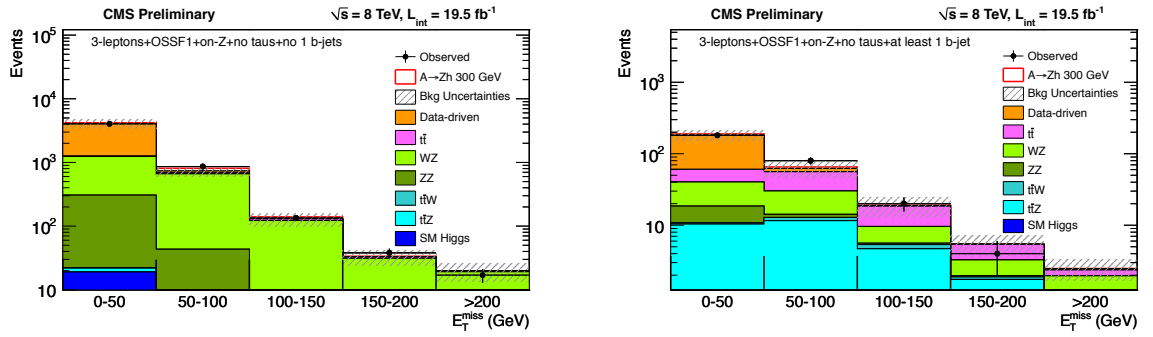 CMS Preliminary
√s = 8 TeV, L_int = 19.5 fb⁻¹
3-leptons+OSSF1+on-Z+no taus+no 1 b-jets
Events
10⁵
10⁴
10³
10²
10
Observed
A→Zh 300 GeV
Bkg Uncertainties
Data-driven
tt̄
WZ
ZZ
tt̄W
tt̄Z
SM Higgs
0-50 50-100 100-150 150-200 >200
E_T^miss (GeV)
CMS Preliminary
√s = 8 TeV, L_int = 19.5 fb⁻¹
3-leptons+OSSF1+on-Z+no taus+at least 1 b-jet
Events
10³
10²
10
Observed
A→Zh 300 GeV
Bkg Uncertainties
Data-driven
tt̄
WZ
ZZ
tt̄W
tt̄Z
SM Higgs
0-50 50-100 100-150 150-200 >200
E_T^miss (GeV)